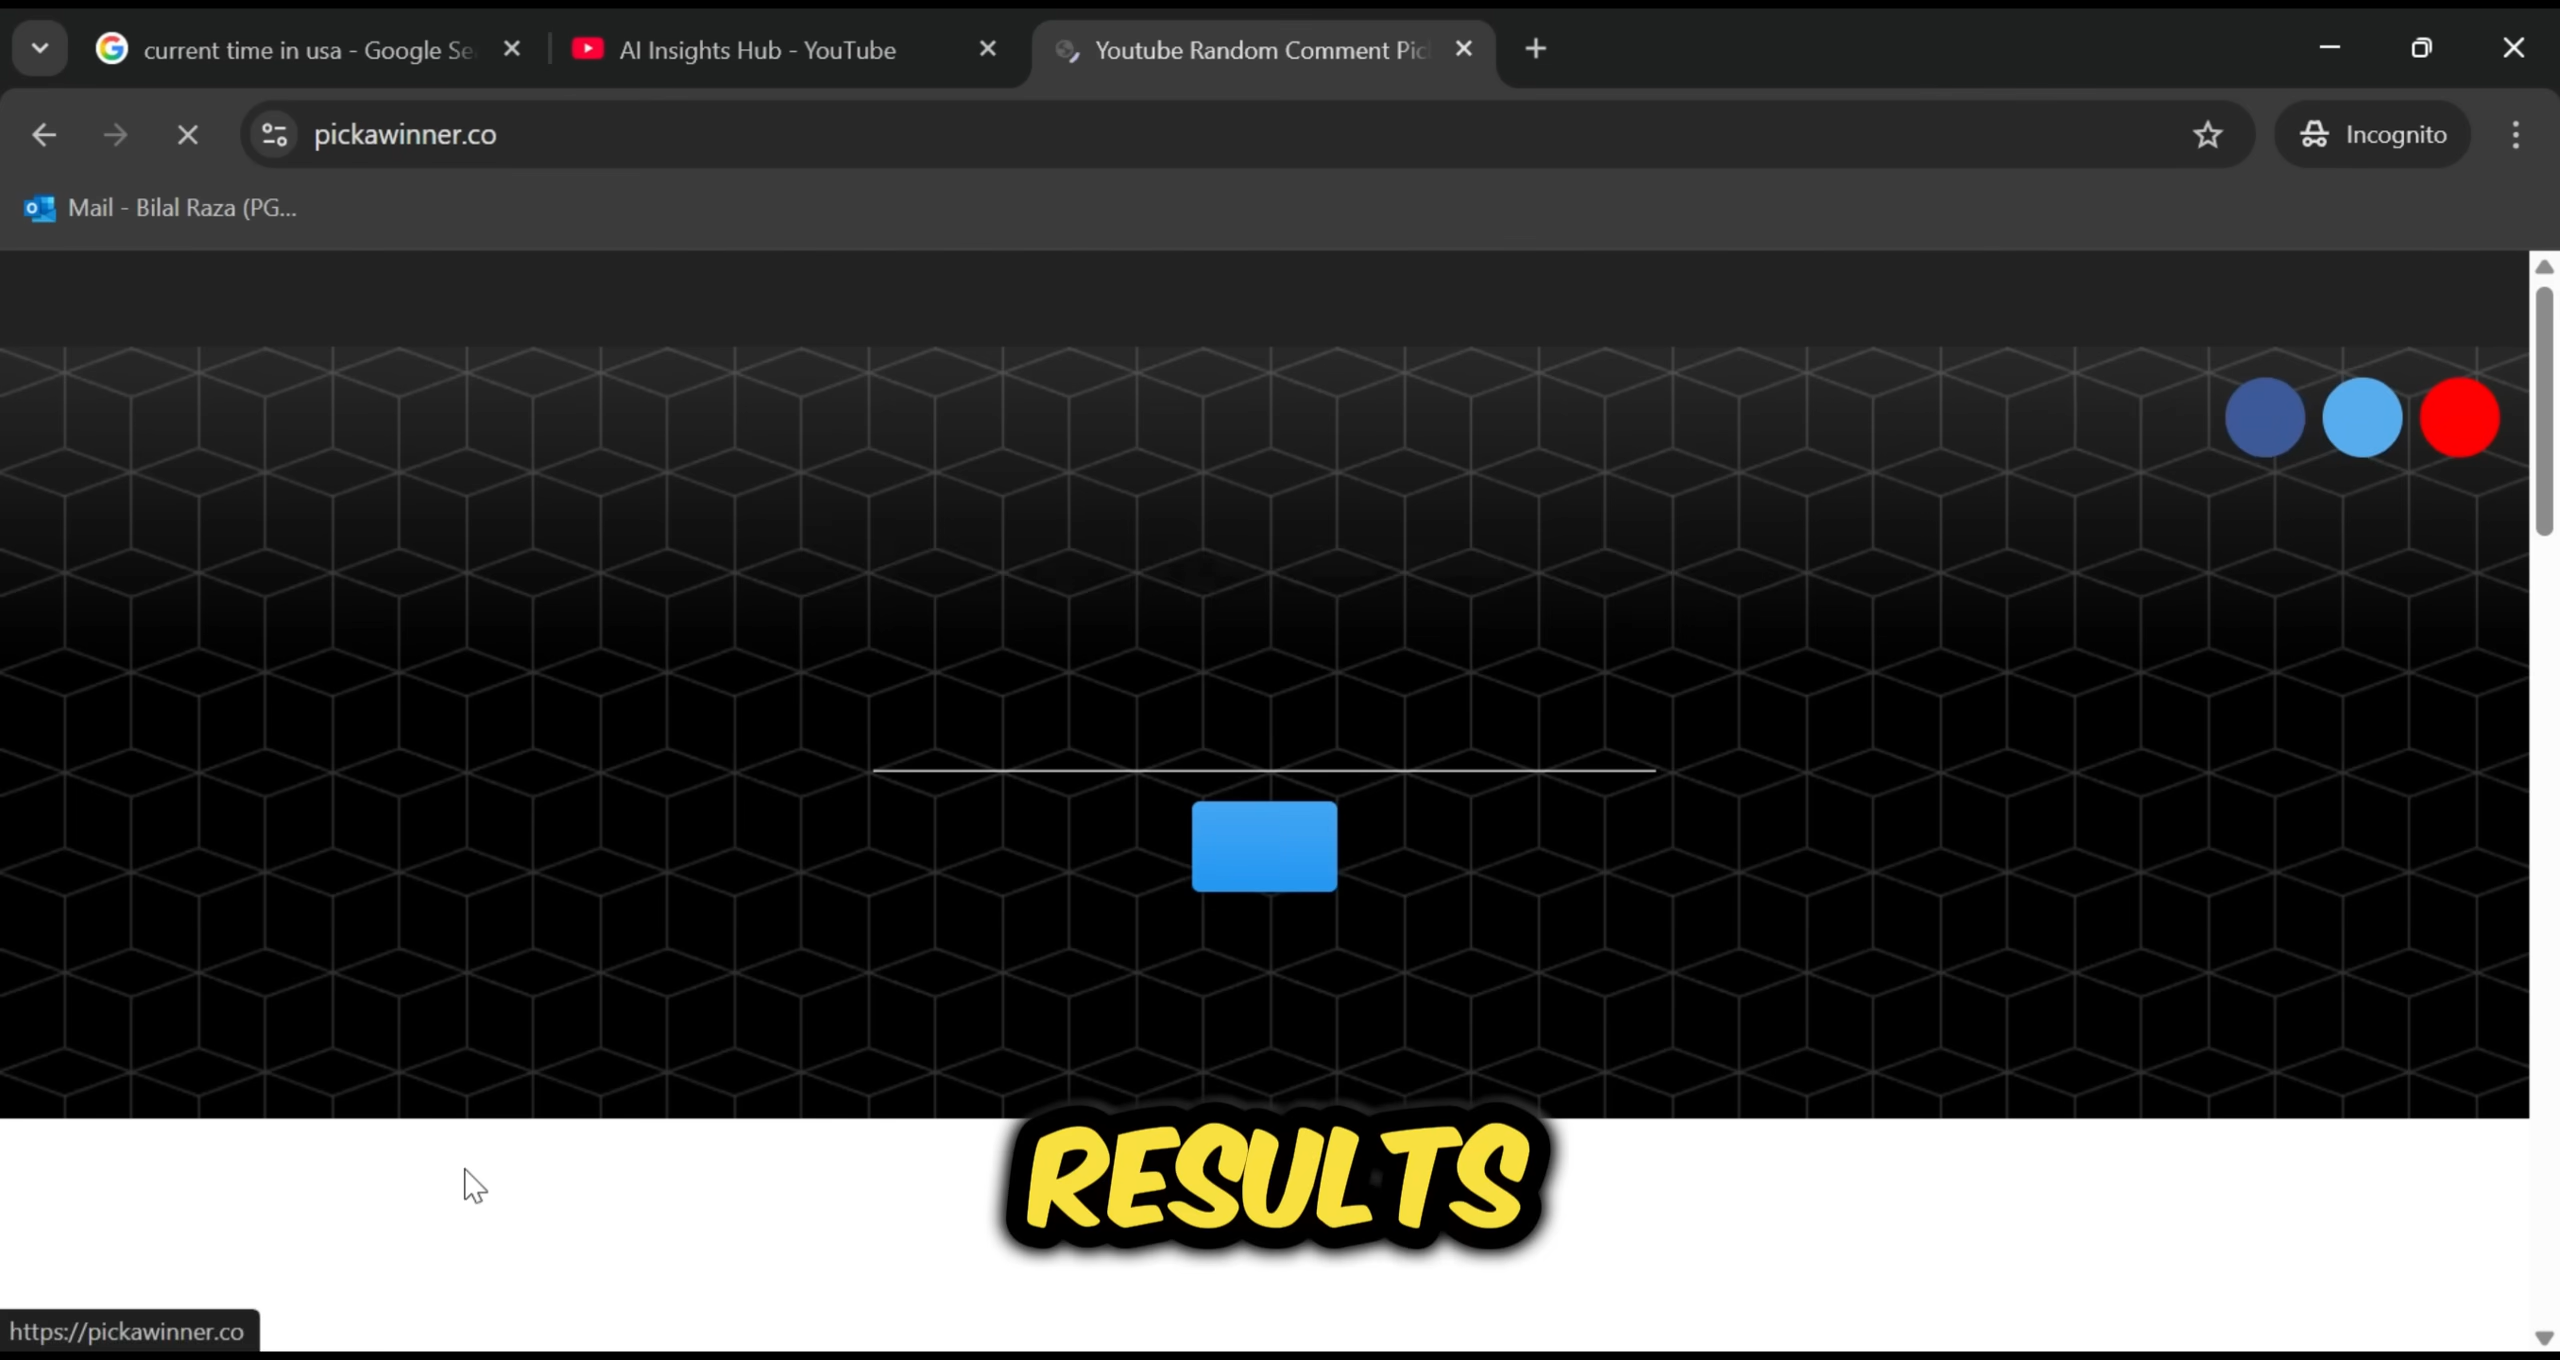 current time in usa - Google Se
AI Insights Hub - YouTube
Youtube Random Comment Pic
pickawinner.co
Incognito
Mail - Bilal Raza (PG...
RESULTS
https://pickawinner.co